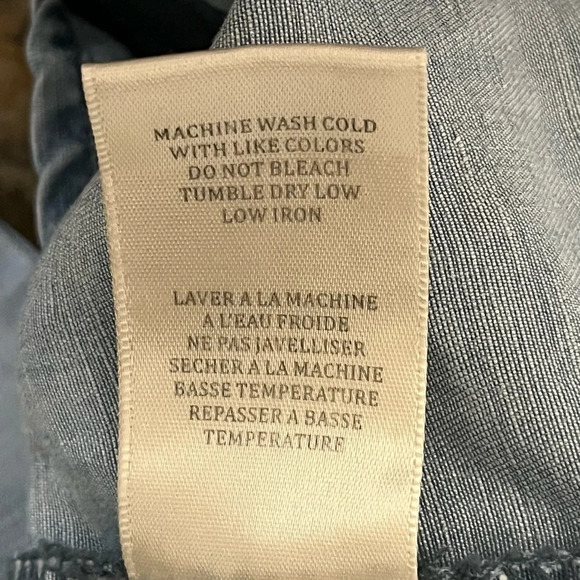 MACHINE WASH COLD
WITH LIKE COLORS
DO NOT BLEACH
TUMBLE DRY LOW
LOW IRON
LAVER A LA MACHINE
A L'EAU FROIDE
NE PAS JAVELLISER
SECHER A LA MACHINE
BASSE TEMPERATURE
REPASSER A BASSE
TEMPERATURE